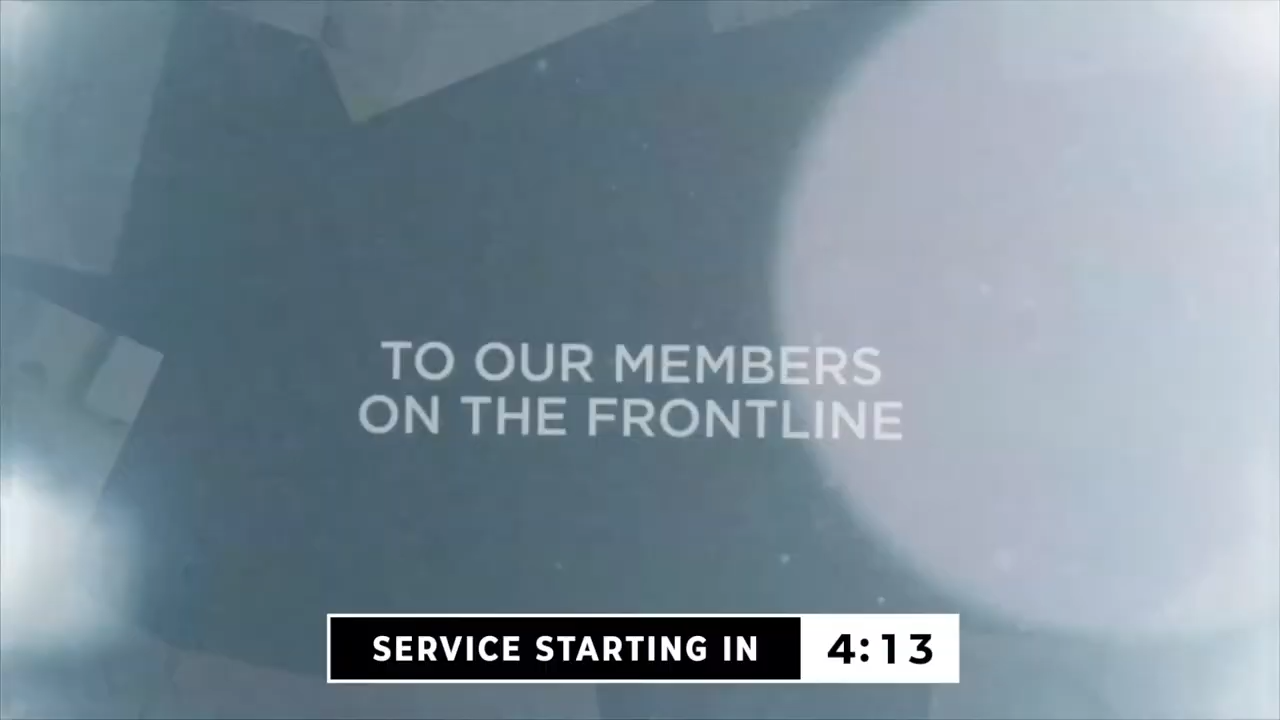 TO OUR MEMBERS
ON THE FRONTLINE
SERVICE STARTING IN 4:13